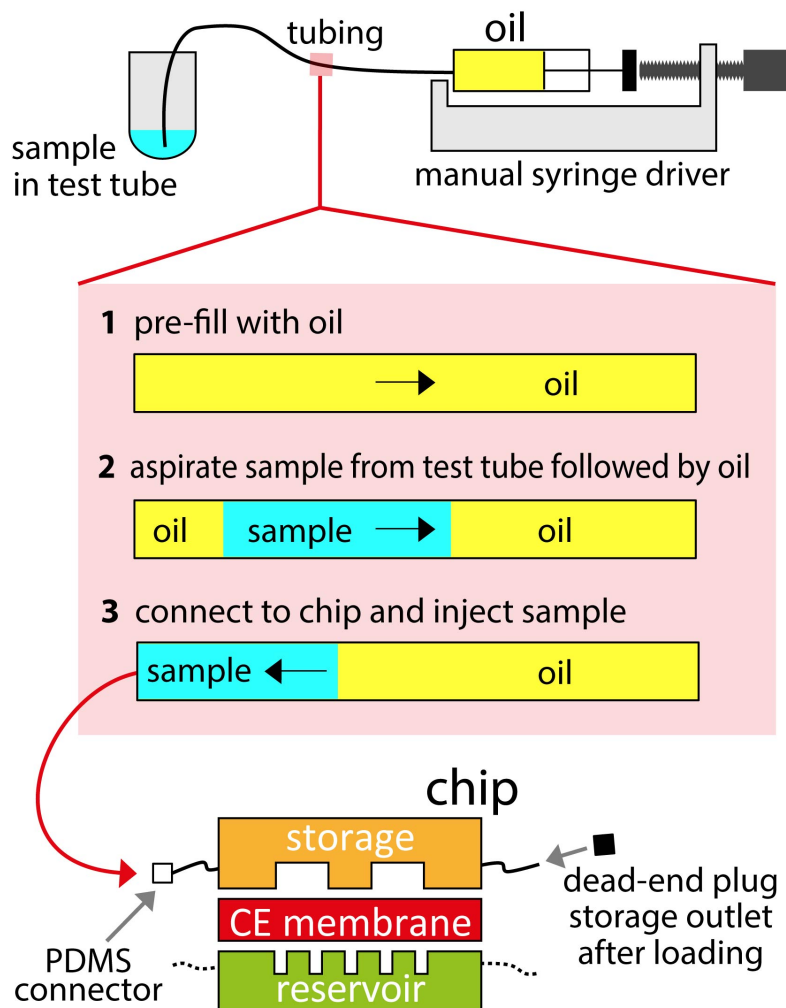 tubing
oil
sample
in test tube
manual syringe driver
1 pre-fill with oil
oil
2 aspirate sample from test tube followed by oil
oil sample oil
3 connect to chip and inject sample
sample oil
chip
storage
CE membrane
reservoir
PDMS
connector
dead-end plug
storage outlet
after loading